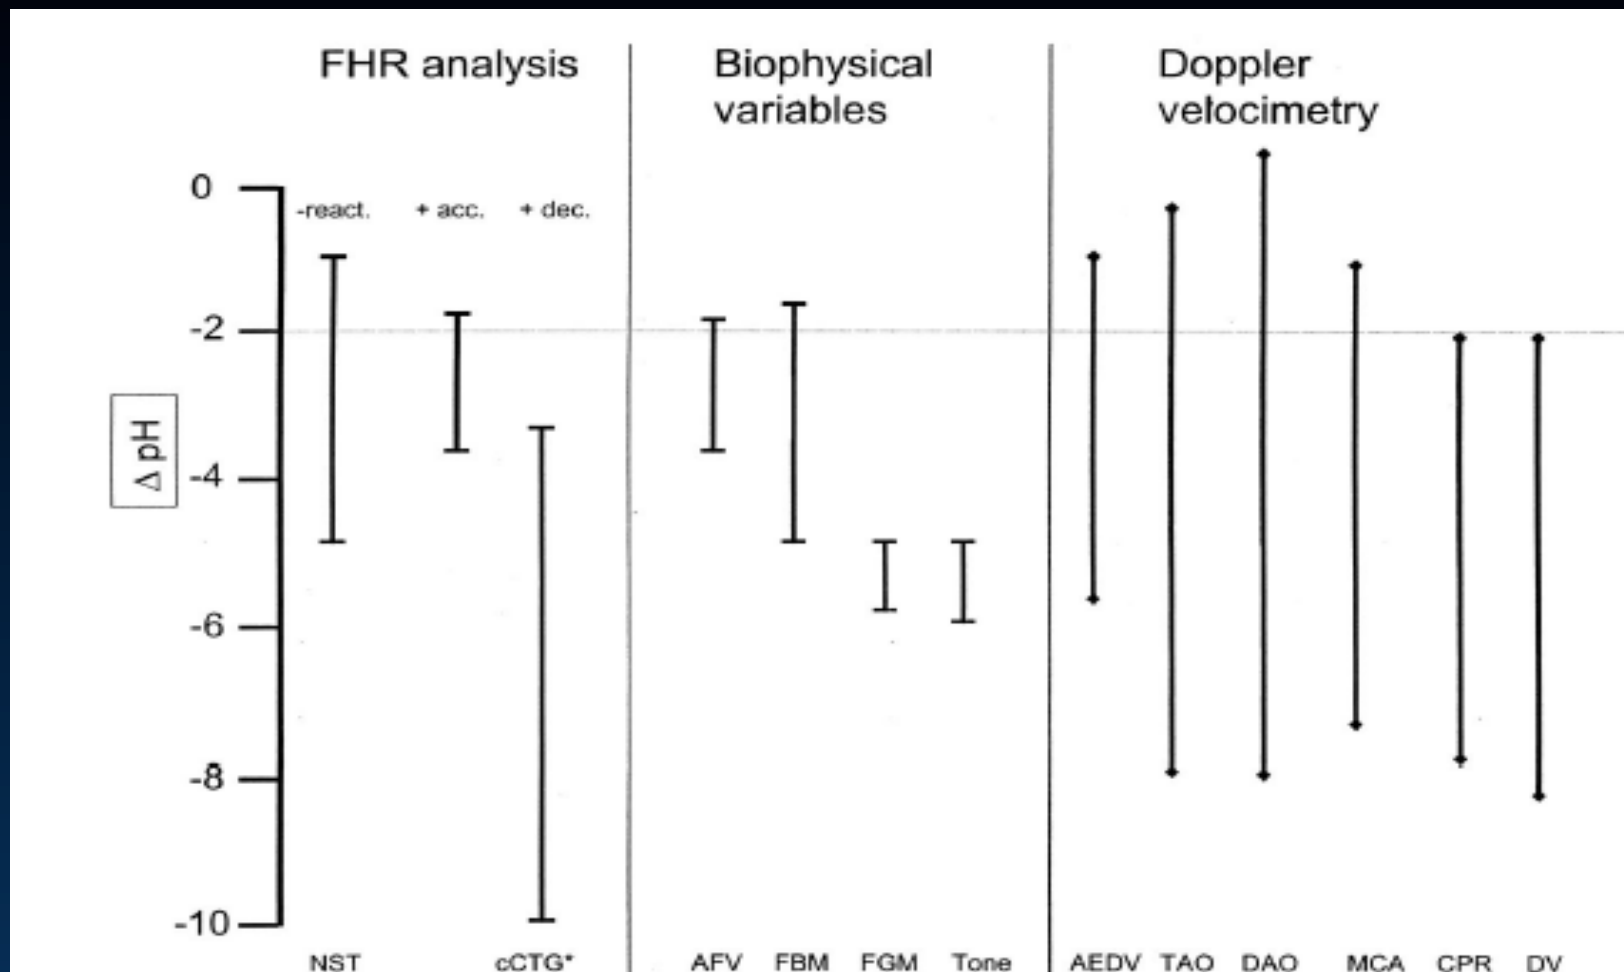 FHR analysis
Biophysical
variables
Doppler
velocimetry
0
-react.
+ acc.
+ dec.
-2
Δ pH
-4
-6
-8
-10
NST
cCTG*
AFV
FBM
FGM
Tone
AEDV
TAO
DAO
MCA
CPR
DV